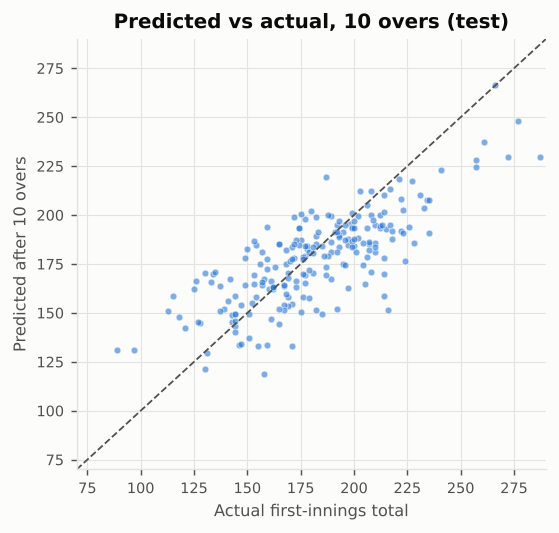 Predicted vs actual, 10 overs (test)
Predicted after 10 overs
275
250
225
200
175
150
125
100
75
75 100 125 150 175 200 225 250 275
Actual first-innings total